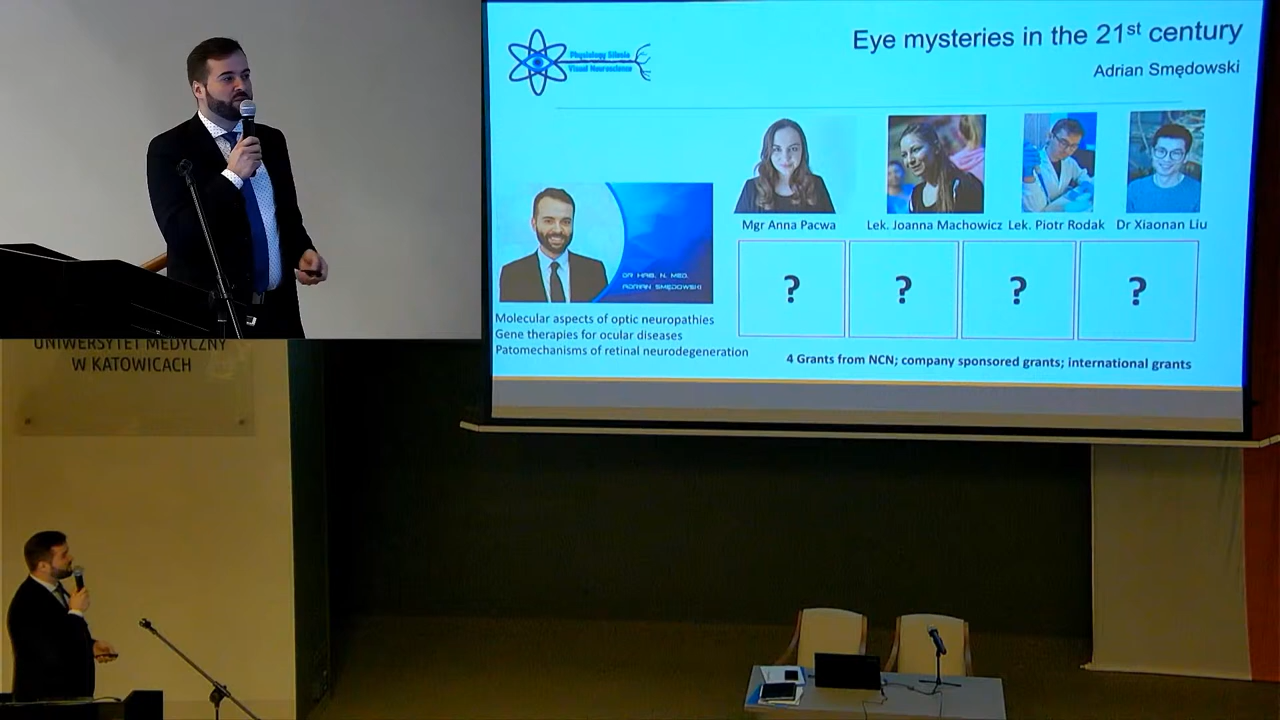 Physiology Silesia
Visual Neuroscience
Eye mysteries in the 21st century
Adrian Smędowski
Mgr Anna Pacwa
Lek. Joanna Machowicz
Lek. Piotr Rodak
Dr Xiaonan Liu
DR HAB. N. MED.
ADRIAN SMĘDOWSKI
?
?
?
?
Molecular aspects of optic neuropathies
Gene therapies for ocular diseases
Patomechanisms of retinal neurodegeneration
4 Grants from NCN; company sponsored grants; international grants
UNIWERSYTET MEDYCZNY
W KATOWICACH